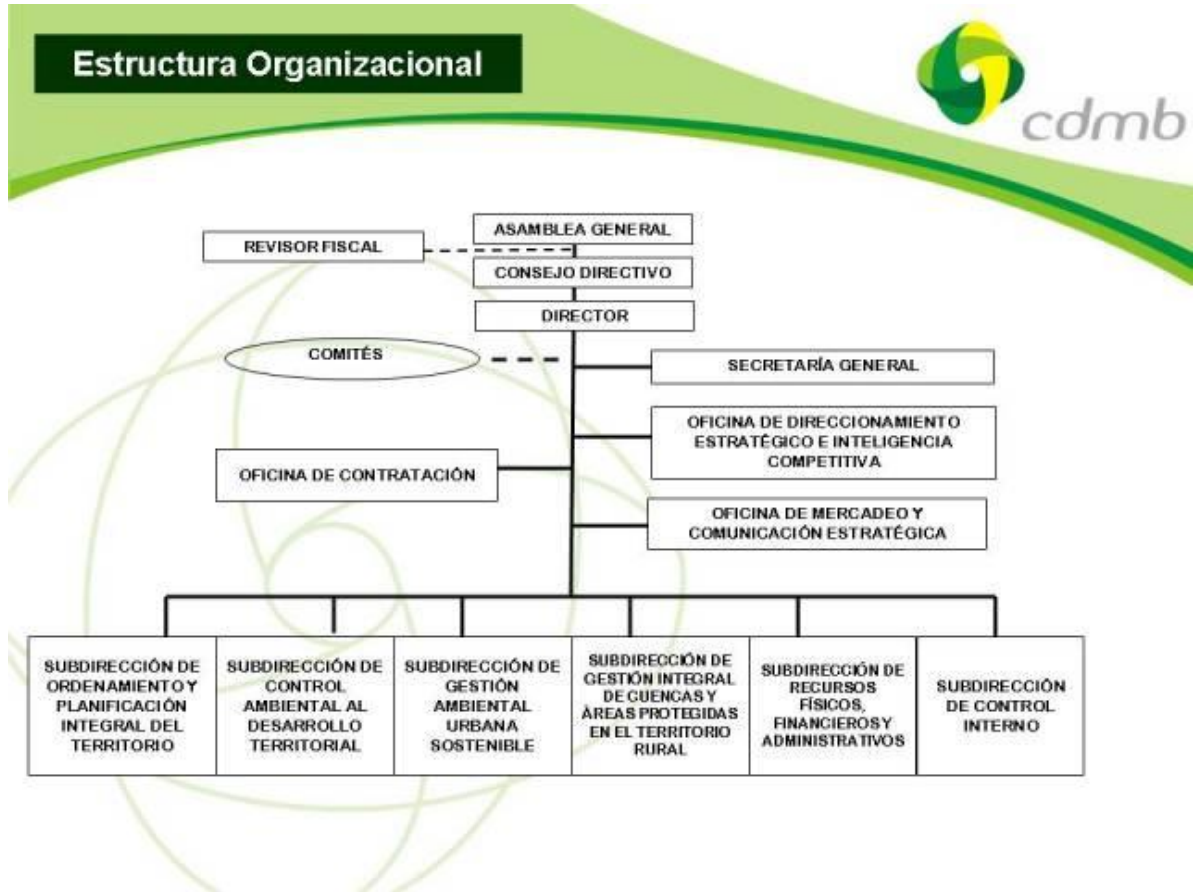 Estructura Organizacional
cdmb
ASAMBLEA GENERAL
REVISOR FISCAL
CONSEJO DIRECTIVO
DIRECTOR
COMITÉS
SECRETARÍA GENERAL
OFICINA DE DIRECCIONAMIENTO
ESTRATÉGICO E INTELIGENCIA
COMPETITIVA
OFICINA DE CONTRATACIÓN
OFICINA DE MERCADEO Y
COMUNICACIÓN ESTRATÉGICA
SUBDIRECCIÓN DE
ORDENAMIENTO Y
PLANIFICACIÓN
INTEGRAL DEL
TERRITORIO
SUBDIRECCIÓN DE
CONTROL
AMBIENTAL AL
DESARROLLO
TERRITORIAL
SUBDIRECCIÓN DE
GESTIÓN
AMBIENTAL
URBANA
SOSTENIBLE
SUBDIRECCIÓN DE
GESTIÓN INTEGRAL
DE CUENCAS Y
ÀREAS PROTEGIDAS
EN EL TERRITORIO
RURAL
SUBDIRECCIÓN DE
RECURSOS
FÍSICOS,
FINANCIEROS Y
ADMINISTRATIVOS
SUBDIRECCIÓN
DE CONTROL
INTERNO